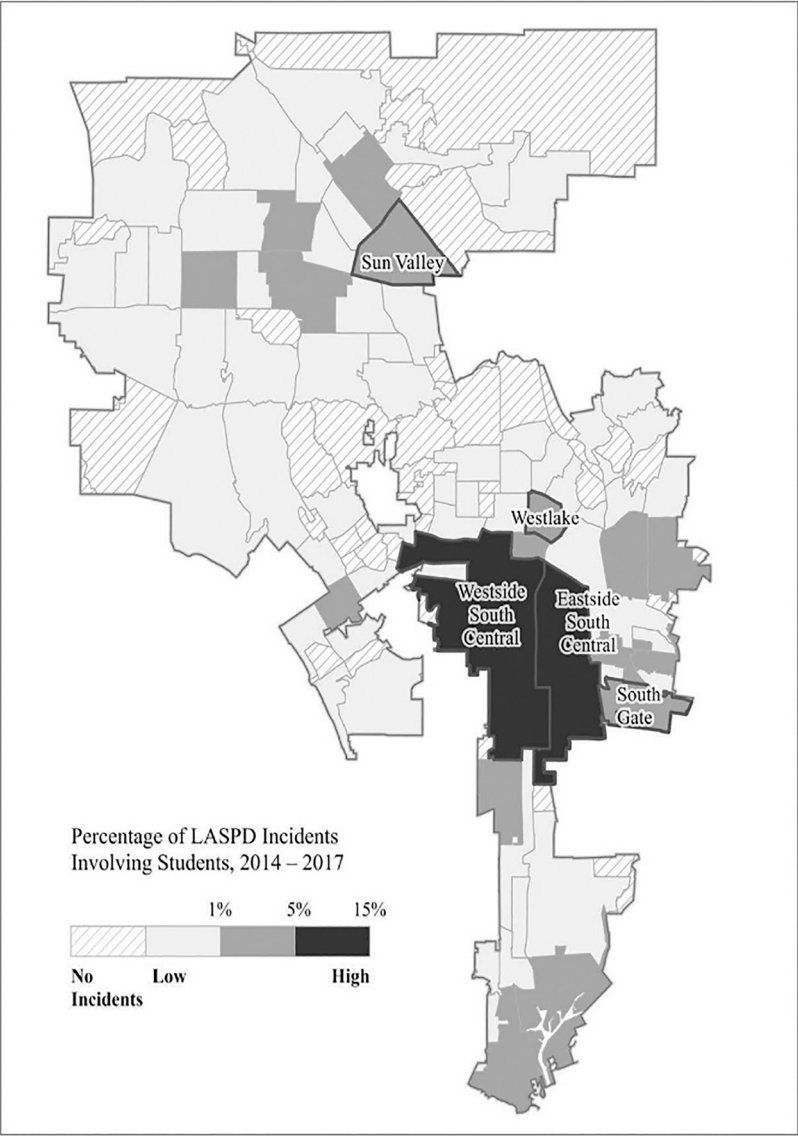 Sun Valley
Westlake
Westside
South
Central
Eastside
South
Central
South
Gate
Percentage of LASPD Incidents
Involving Students, 2014 – 2017
1% 5% 15%
No
Incidents
Low
High